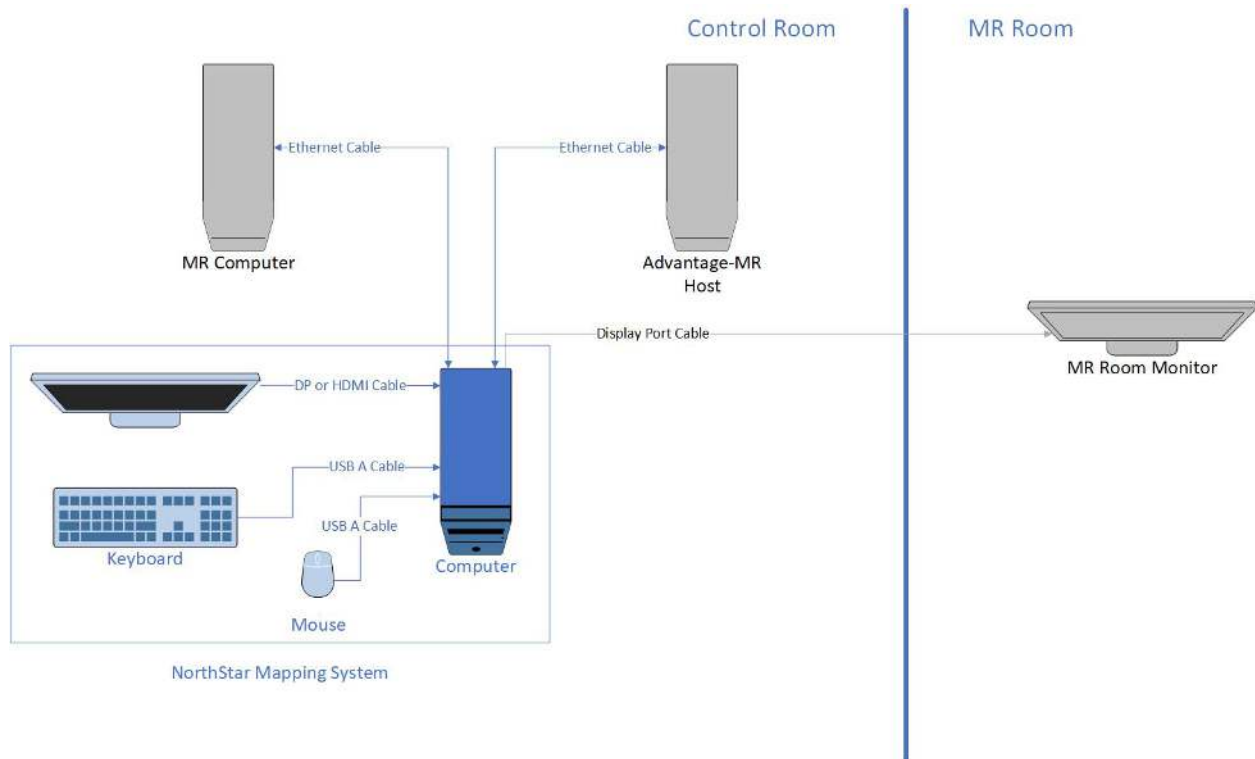 Control Room
MR Room
Ethernet Cable
Ethernet Cable
MR Computer
Advantage-MR
Host
Display Port Cable
MR Room Monitor
DP or HDMI Cable
USB A Cable
USB A Cable
Keyboard
Computer
Mouse
NorthStar Mapping System